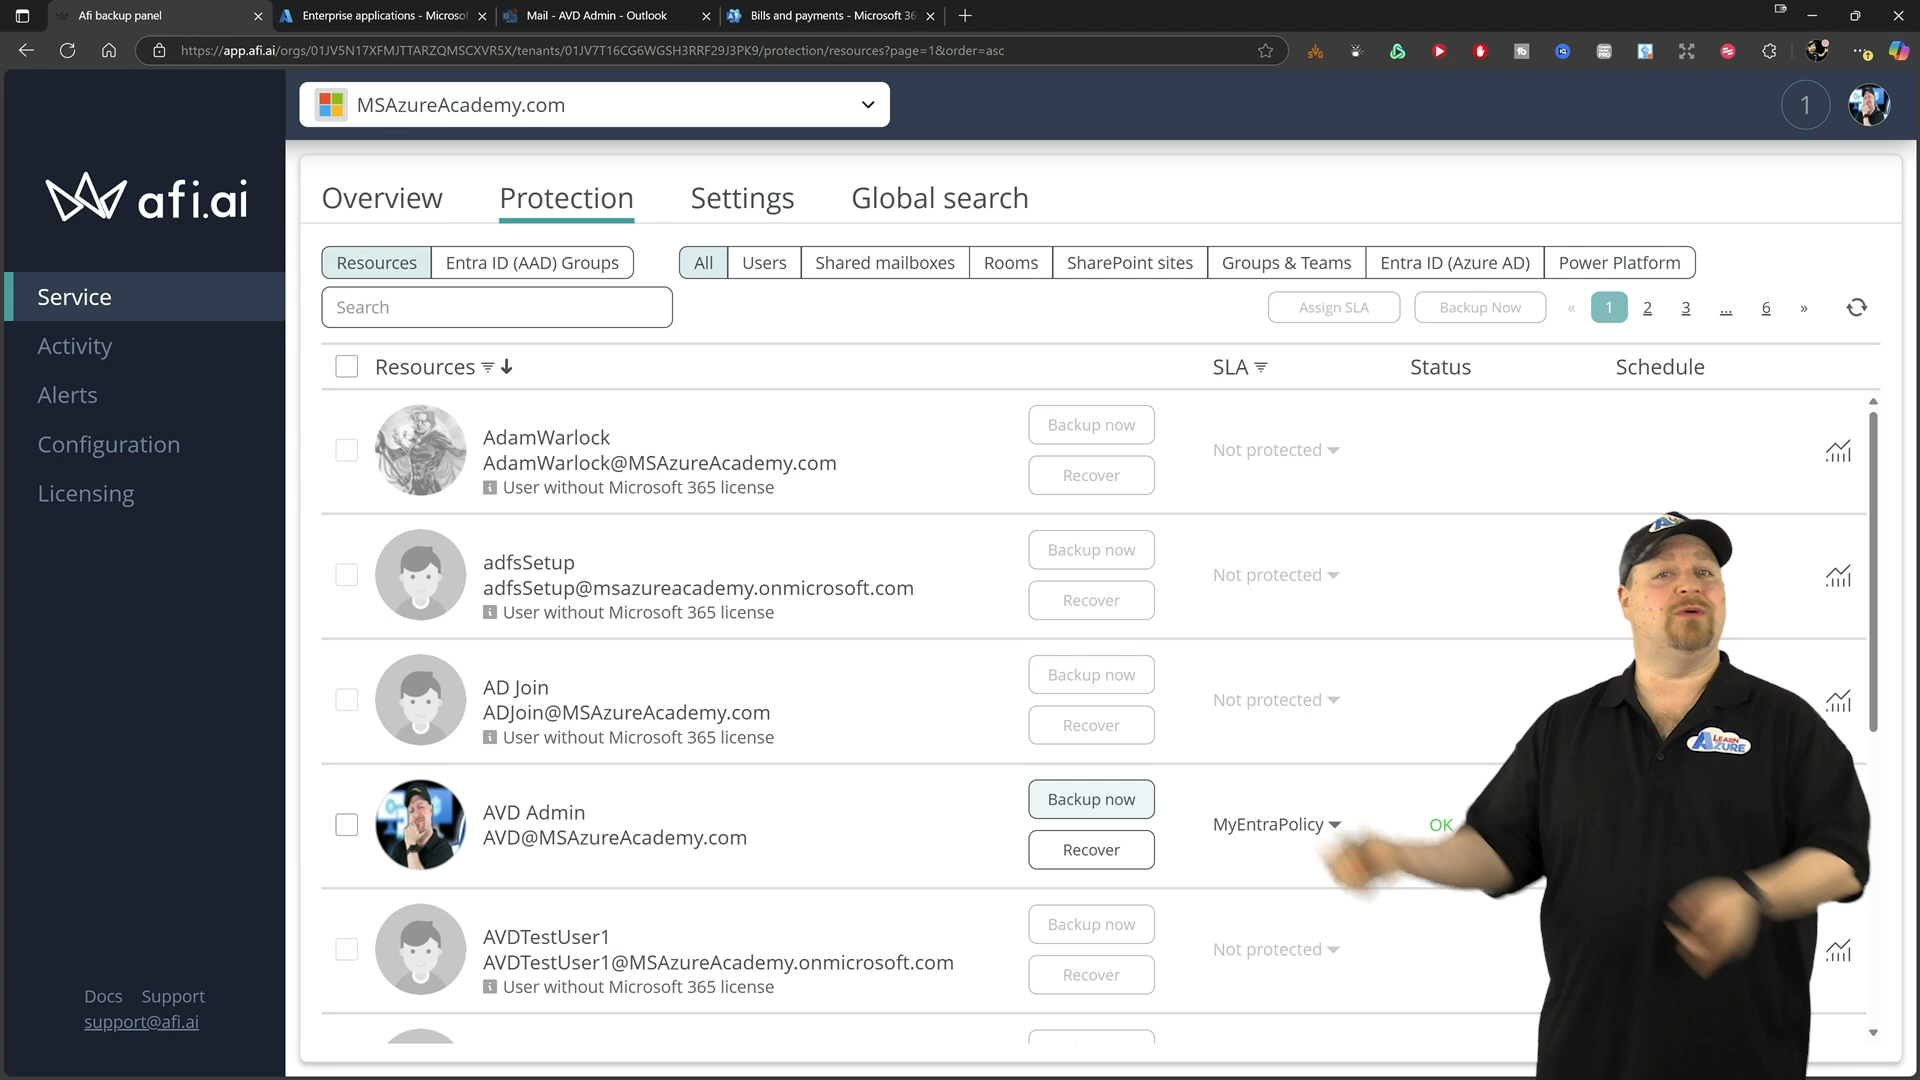 Afi backup panel
Enterprise applications - Microsof
Mail - AVD Admin - Outlook
Bills and payments - Microsoft 36
https://app.afi.ai/orgs/01JV5N17XFMJTTARZQMSCXVR5X/tenants/01JV7T16CG6WGSH3RRF29J3PK9/protection/resources?page=1&order=asc
MSAzureAcademy.com
1
afi.ai
Service
Activity
Alerts
Configuration
Licensing
Docs Support
support@afi.ai
Overview Protection Settings Global search
Resources Entra ID (AAD) Groups All Users Shared mailboxes Rooms SharePoint sites Groups & Teams Entra ID (Azure AD) Power Platform
Search Assign SLA Backup Now « 1 2 3 ... 6 »
Resources SLA Status Schedule
AdamWarlock
AdamWarlock@MSAzureAcademy.com
User without Microsoft 365 license
Backup now
Recover
Not protected
adfsSetup
adfsSetup@msazureacademy.onmicrosoft.com
User without Microsoft 365 license
Backup now
Recover
Not protected
AD Join
ADJoin@MSAzureAcademy.com
User without Microsoft 365 license
Backup now
Recover
Not protected
AVD Admin
AVD@MSAzureAcademy.com
Backup now
Recover
MyEntraPolicy
OK
AVDTestUser1
AVDTestUser1@MSAzureAcademy.onmicrosoft.com
User without Microsoft 365 license
Backup now
Recover
Not protected
LEARN
AZURE